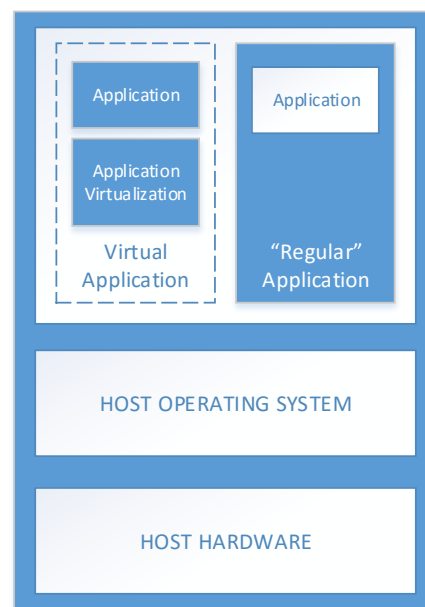 Application
Application
Virtualization
Virtual
Application
Application
“Regular”
Application
HOST OPERATING SYSTEM
HOST HARDWARE